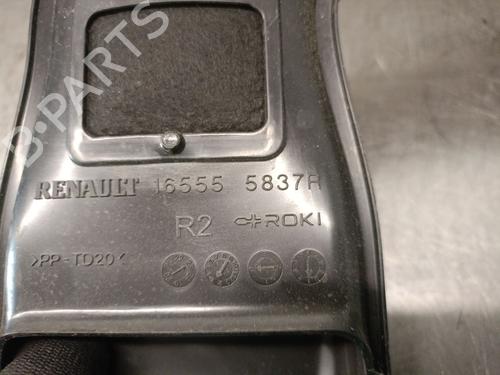 B-PARTS
RENAULT 16555 5837R
R2 ROKI
>PP-TD20<